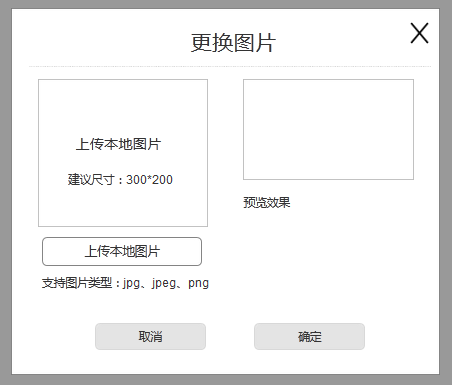 更换图片
上传本地图片
建议尺寸：300*200
预览效果
上传本地图片
支持图片类型：jpg、jpeg、png
取消
确定